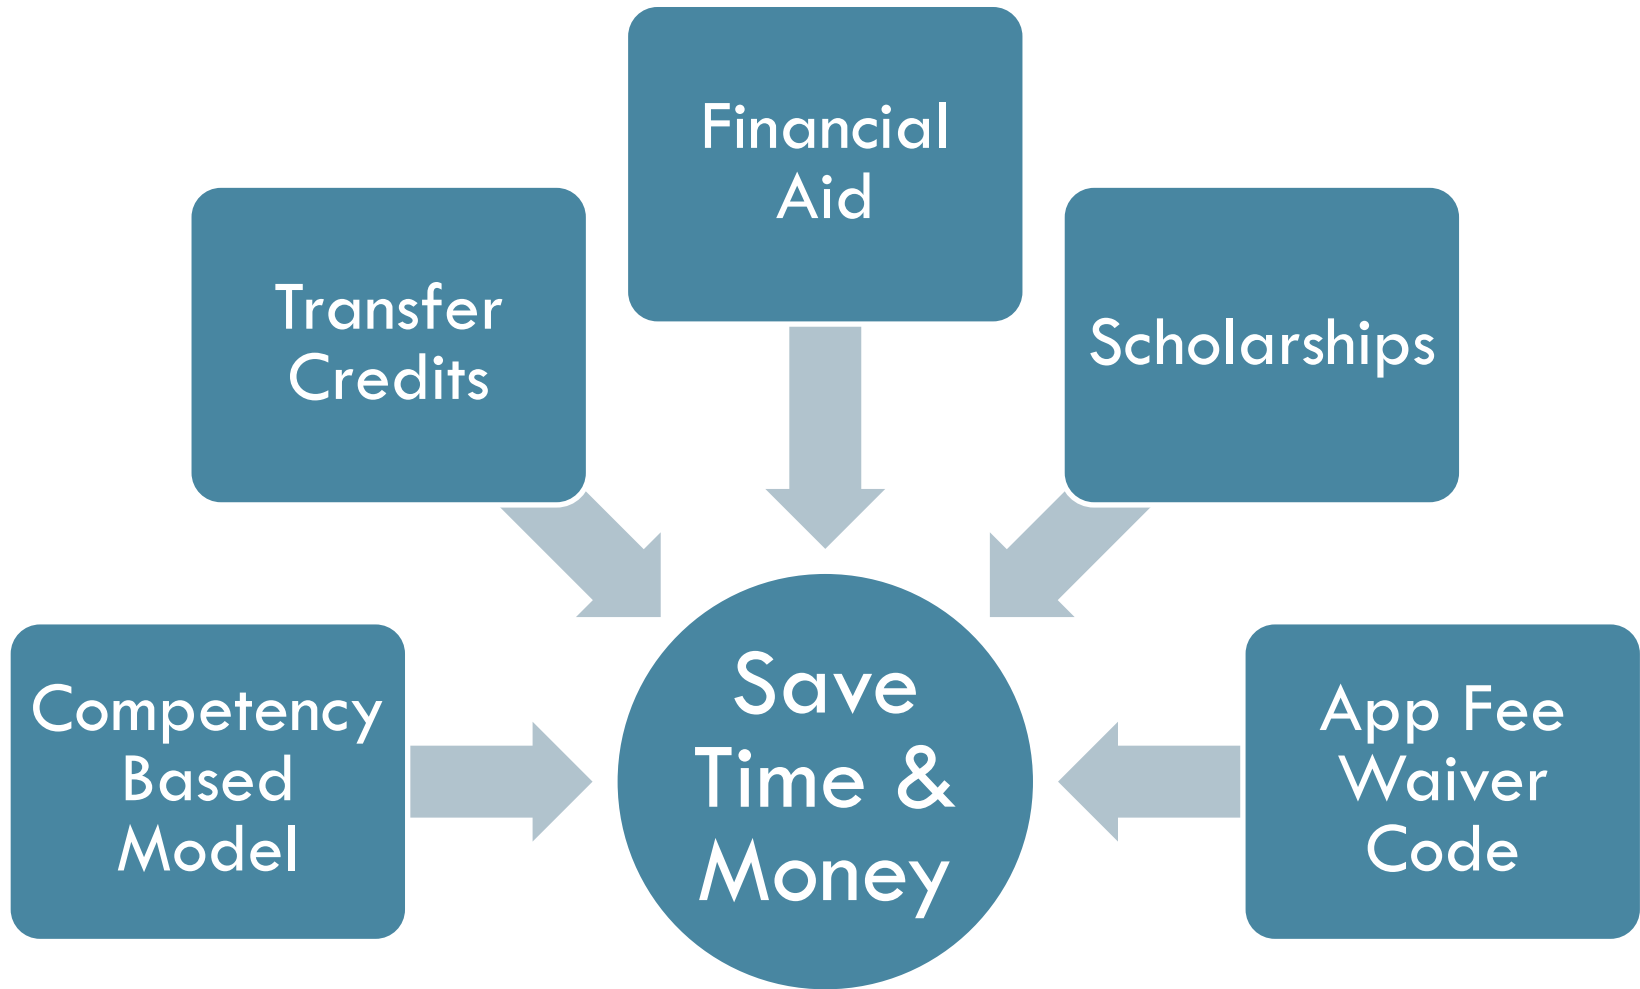 Financial
Aid
Transfer
Credits
Scholarships
Competency
Based
Model
Save
Time &
Money
App Fee
Waiver
Code